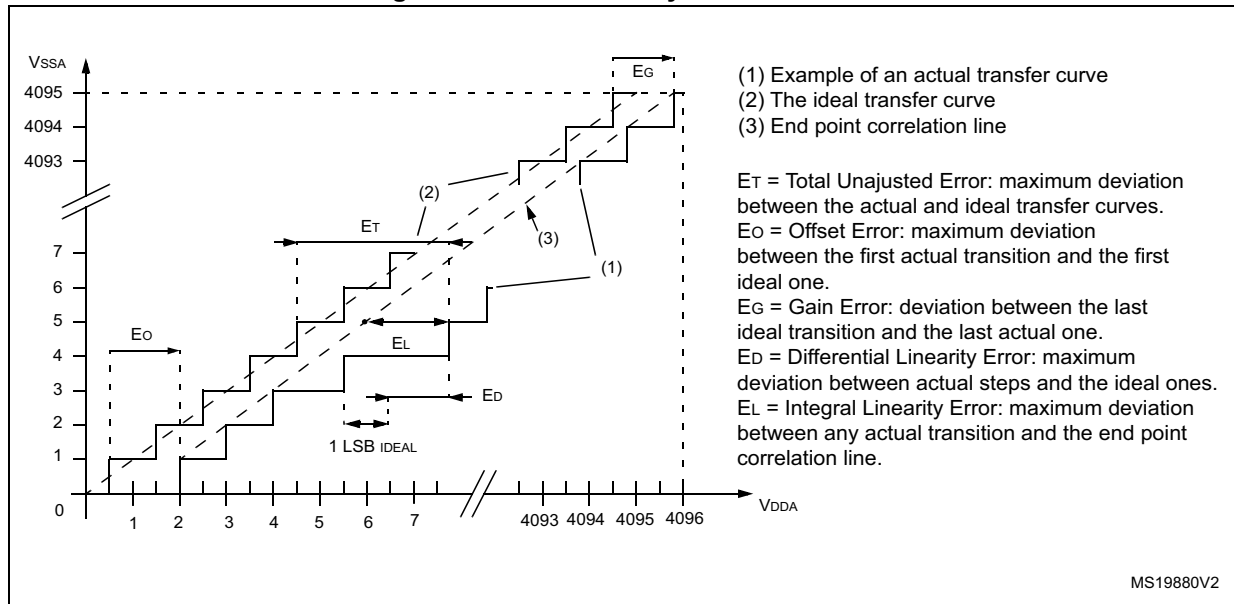 VSSA
EG
4095
4094
4093
(2)
ET
(3)
(1)
7
6
5
4
3
2
1
0
EO
EL
ED
1 LSB IDEAL
1 2 3 4 5 6 7 4093 4094 4095 4096
VDDA
(1) Example of an actual transfer curve
(2) The ideal transfer curve
(3) End point correlation line
ET = Total Unajusted Error: maximum deviation
between the actual and ideal transfer curves.
EO = Offset Error: maximum deviation
between the first actual transition and the first
ideal one.
EG = Gain Error: deviation between the last
ideal transition and the last actual one.
ED = Differential Linearity Error: maximum
deviation between actual steps and the ideal ones.
EL = Integral Linearity Error: maximum deviation
between any actual transition and the end point
correlation line.
MS19880V2